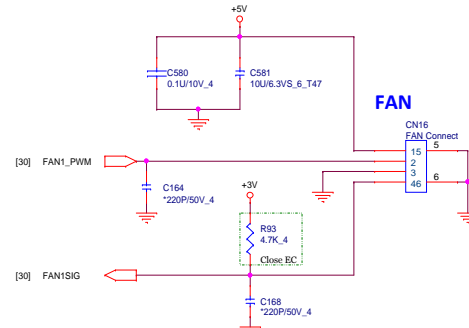 +5V
C580
0.1U/10V_4
C581
10U/6.3VS_6_T47
FAN
CN16
FAN Connect
15
2
3
46
5
6
[30] FAN1_PWM
C164
*220P/50V_4
+3V
R93
4.7K_4
Close EC
[30] FAN1SIG
C168
*220P/50V_4